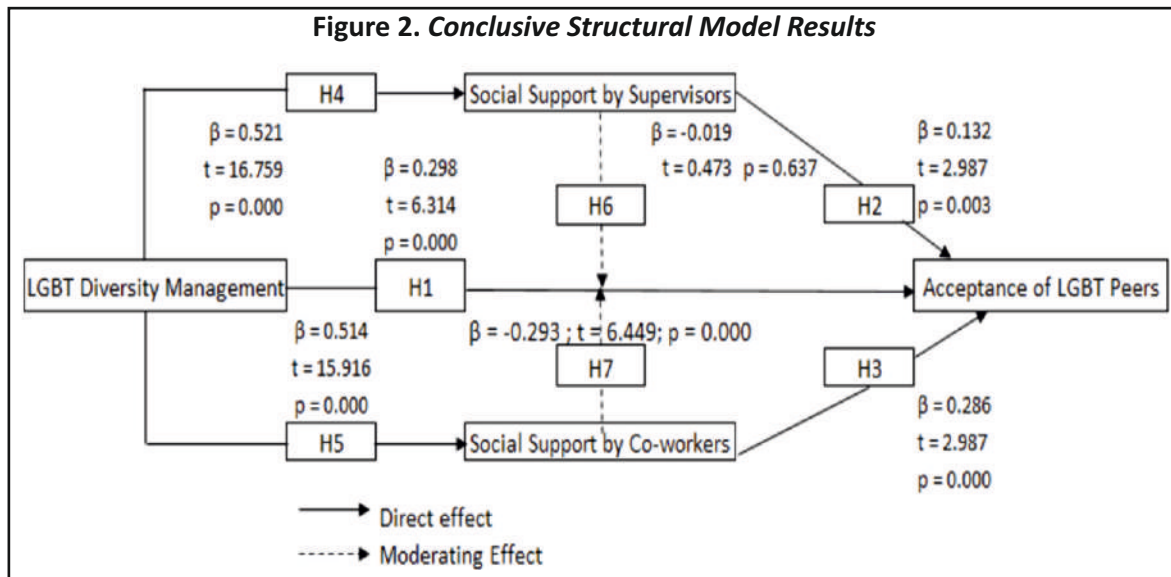 Figure 2. Conclusive Structural Model Results
H4
Social Support by Supervisors
β = 0.521
t = 16.759
p = 0.000
β = 0.298
t = 6.314
p = 0.000
β = -0.019
t = 0.473 p = 0.637
β = 0.132
t = 2.987
p = 0.003
H6
H2
LGBT Diversity Management
H1
Acceptance of LGBT Peers
β = 0.514
t = 15.916
p = 0.000
β = -0.293 ; t = 6.449; p = 0.000
H7
H3
β = 0.286
t = 2.987
p = 0.000
H5
Social Support by Co-workers
Direct effect
Moderating Effect